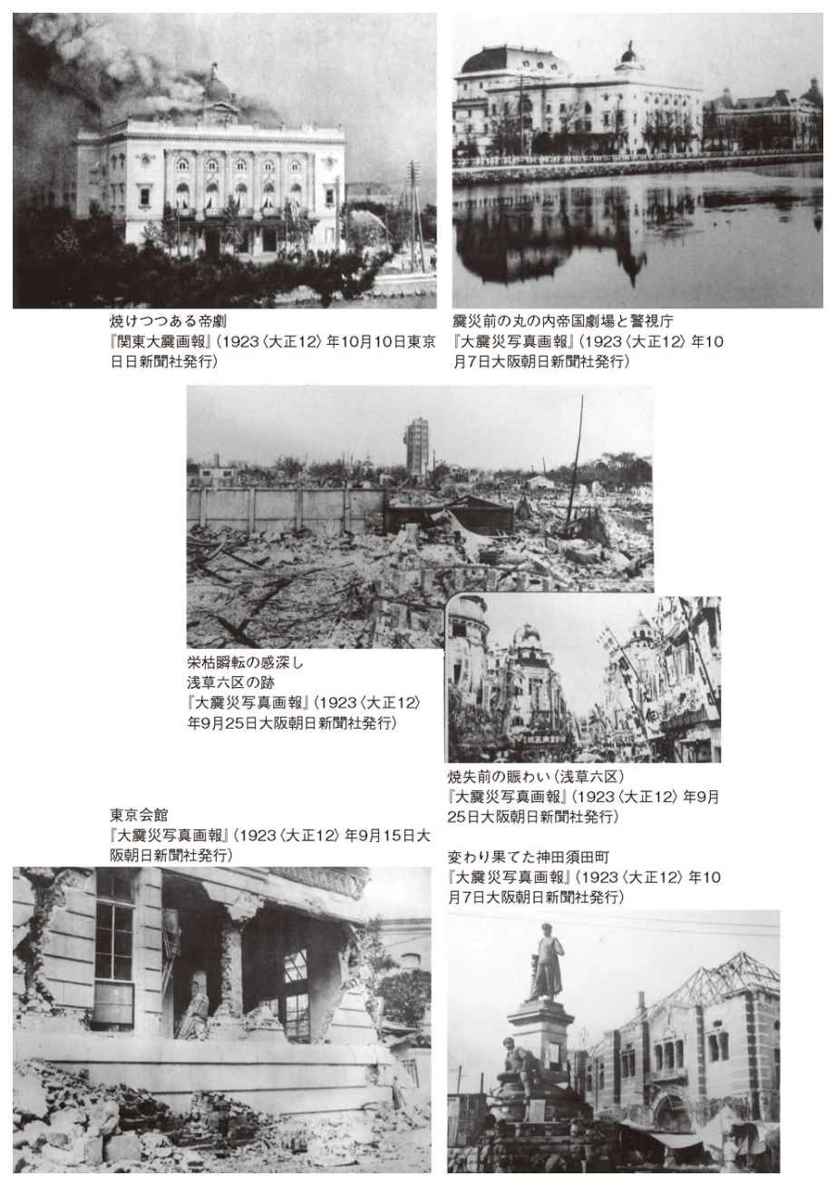 焼けつつある帝劇
『関東大震画報』（1923〈大正12〉年10月10日東京
日日新聞社発行）
震災前の丸の内帝国劇場と警視庁
『大震災写真画報』（1923〈大正12〉年10
月7日大阪朝日新聞社発行）
栄枯瞬転の感深し
浅草六区の跡
『大震災写真画報』（1923〈大正12〉
年9月25日大阪朝日新聞社発行）
焼失前の賑わい（浅草六区）
『大震災写真画報』（1923〈大正12〉年9月
25日大阪朝日新聞社発行）
東京会館
『大震災写真画報』（1923〈大正12〉年9月15日大
阪朝日新聞社発行）
変わり果てた神田須田町
『大震災写真画報』（1923〈大正12〉年10
月7日大阪朝日新聞社発行）